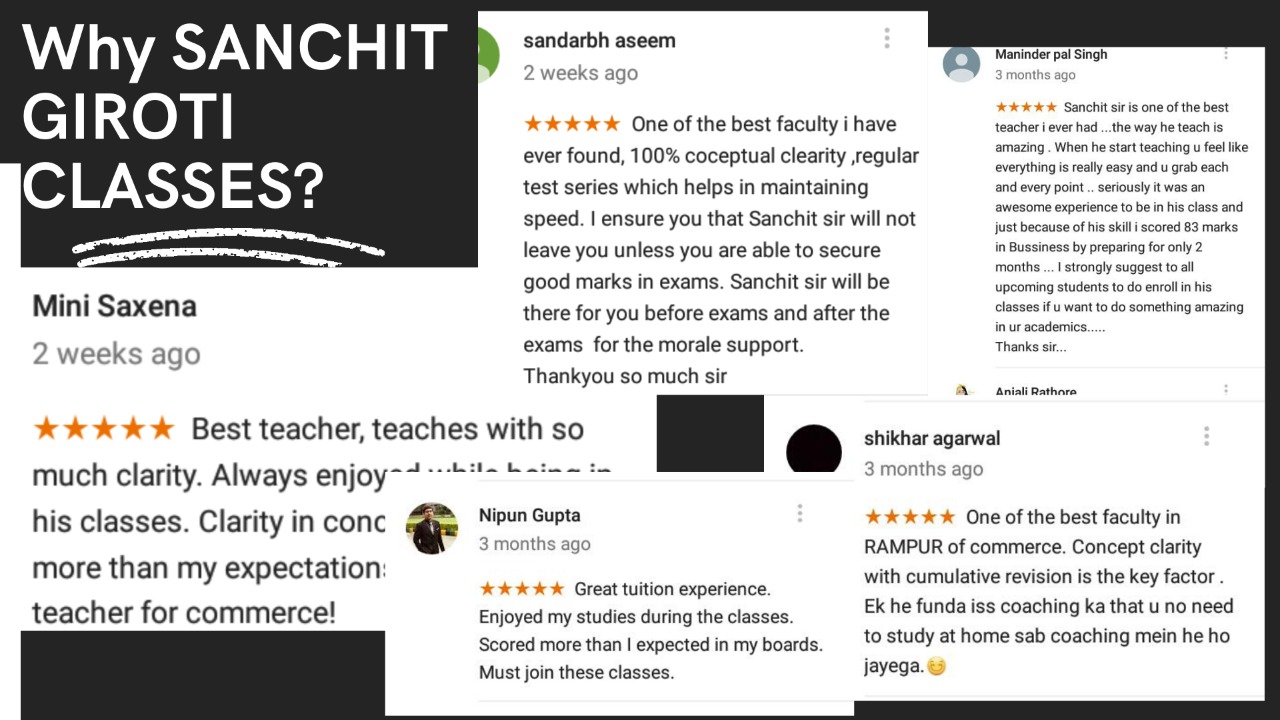 Why SANCHIT
GIROTI
CLASSES?
sandarbh aseem
2 weeks ago
★★★★★ One of the best faculty i have
ever found, 100% coceptual clearity ,regular
test series which helps in maintaining
speed. I ensure you that Sanchit sir will not
leave you unless you are able to secure
good marks in exams. Sanchit sir will be
there for you before exams and after the
exams for the morale support.
Thankyou so much sir
Maninder pal Singh
3 months ago
★★★★★ Sanchit sir is one of the best
teacher i ever had ...the way he teach is
amazing . When he start teaching u feel like
everything is really easy and u grab each
and every point .. seriously it was an
awesome experience to be in his class and
just because of his skill i scored 83 marks
in Bussiness by preparing for only 2
months ... I strongly suggest to all
upcoming students to do enroll in his
classes if u want to do something amazing
in ur academics.....
Thanks sir...
Anjali Rathore
Mini Saxena
2 weeks ago
★★★★★ Best teacher, teaches with so
much clarity. Always enjoyed while being in
his classes. Clarity in conc
more than my expectations
teacher for commerce!
Nipun Gupta
3 months ago
★★★★★ Great tuition experience.
Enjoyed my studies during the classes.
Scored more than I expected in my boards.
Must join these classes.
shikhar agarwal
3 months ago
★★★★★ One of the best faculty in
RAMPUR of commerce. Concept clarity
with cumulative revision is the key factor .
Ek he funda iss coaching ka that u no need
to study at home sab coaching mein he ho
jayega.😊